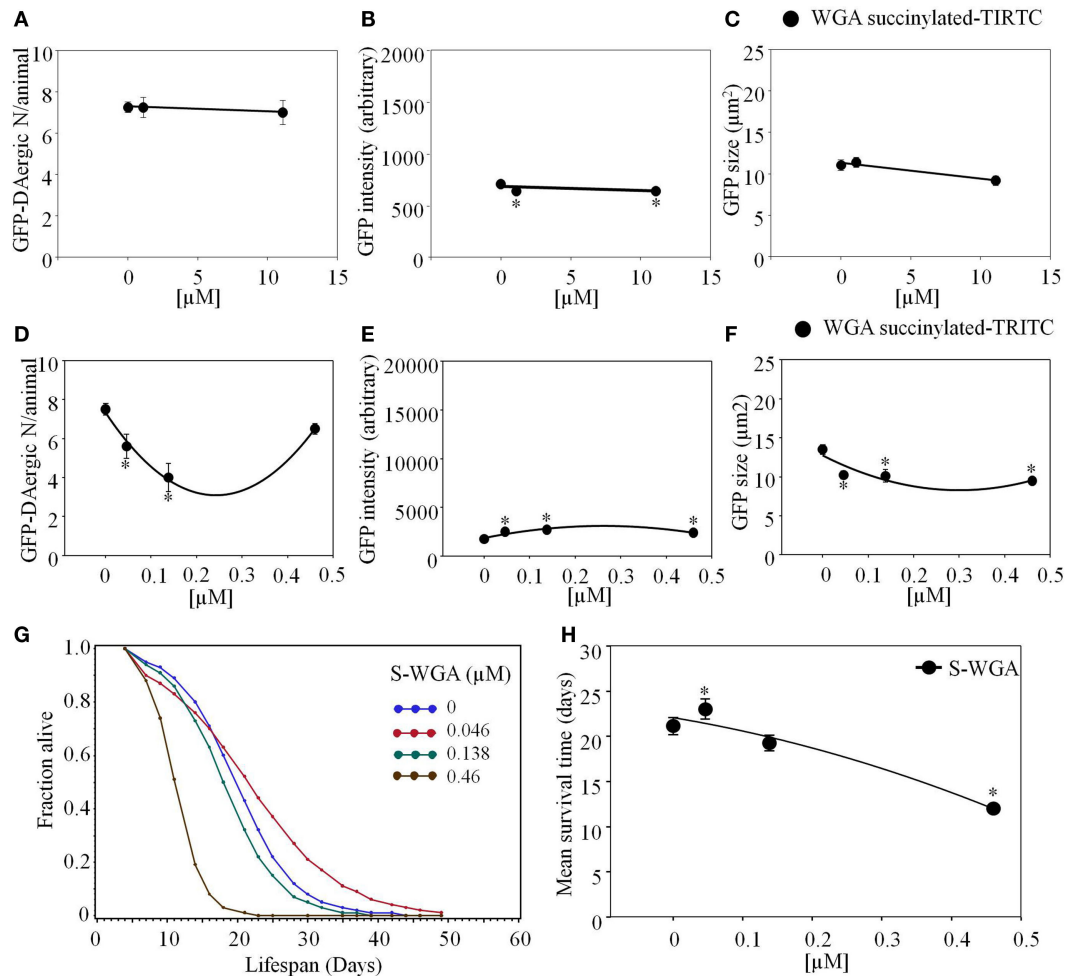 A
GFP-DAergic N/animal
10
8
6
4
2
0
0 5 10 15
[µM]
B
GFP intensity (arbitrary)
2000
1500
1000
500
0
0 5 10 15
[µM]
C
WGA succinylated-TIRTC
GFP size (µm²)
25
20
15
10
5
0
0 5 10 15
[µM]
D
GFP-DAergic N/animal
10
8
6
4
2
0
*
*
0 0.1 0.2 0.3 0.4 0.5
[µM]
E
GFP intensity (arbitrary)
20000
15000
10000
5000
0
* * *
0 0.1 0.2 0.3 0.4 0.5
[µM]
F
WGA succinylated-TRITC
GFP size (µm2)
25
20
15
10
5
0
* * *
0 0.1 0.2 0.3 0.4 0.5
[µM]
G
Fraction alive
1.0
0.8
0.6
0.4
0.2
0
S-WGA (µM)
0
0.046
0.138
0.46
0 10 20 30 40 50 60
Lifespan (Days)
H
Mean survival time (days)
30
25
20
15
10
5
0
S-WGA
*
*
0 0.1 0.2 0.3 0.4 0.5
[µM]